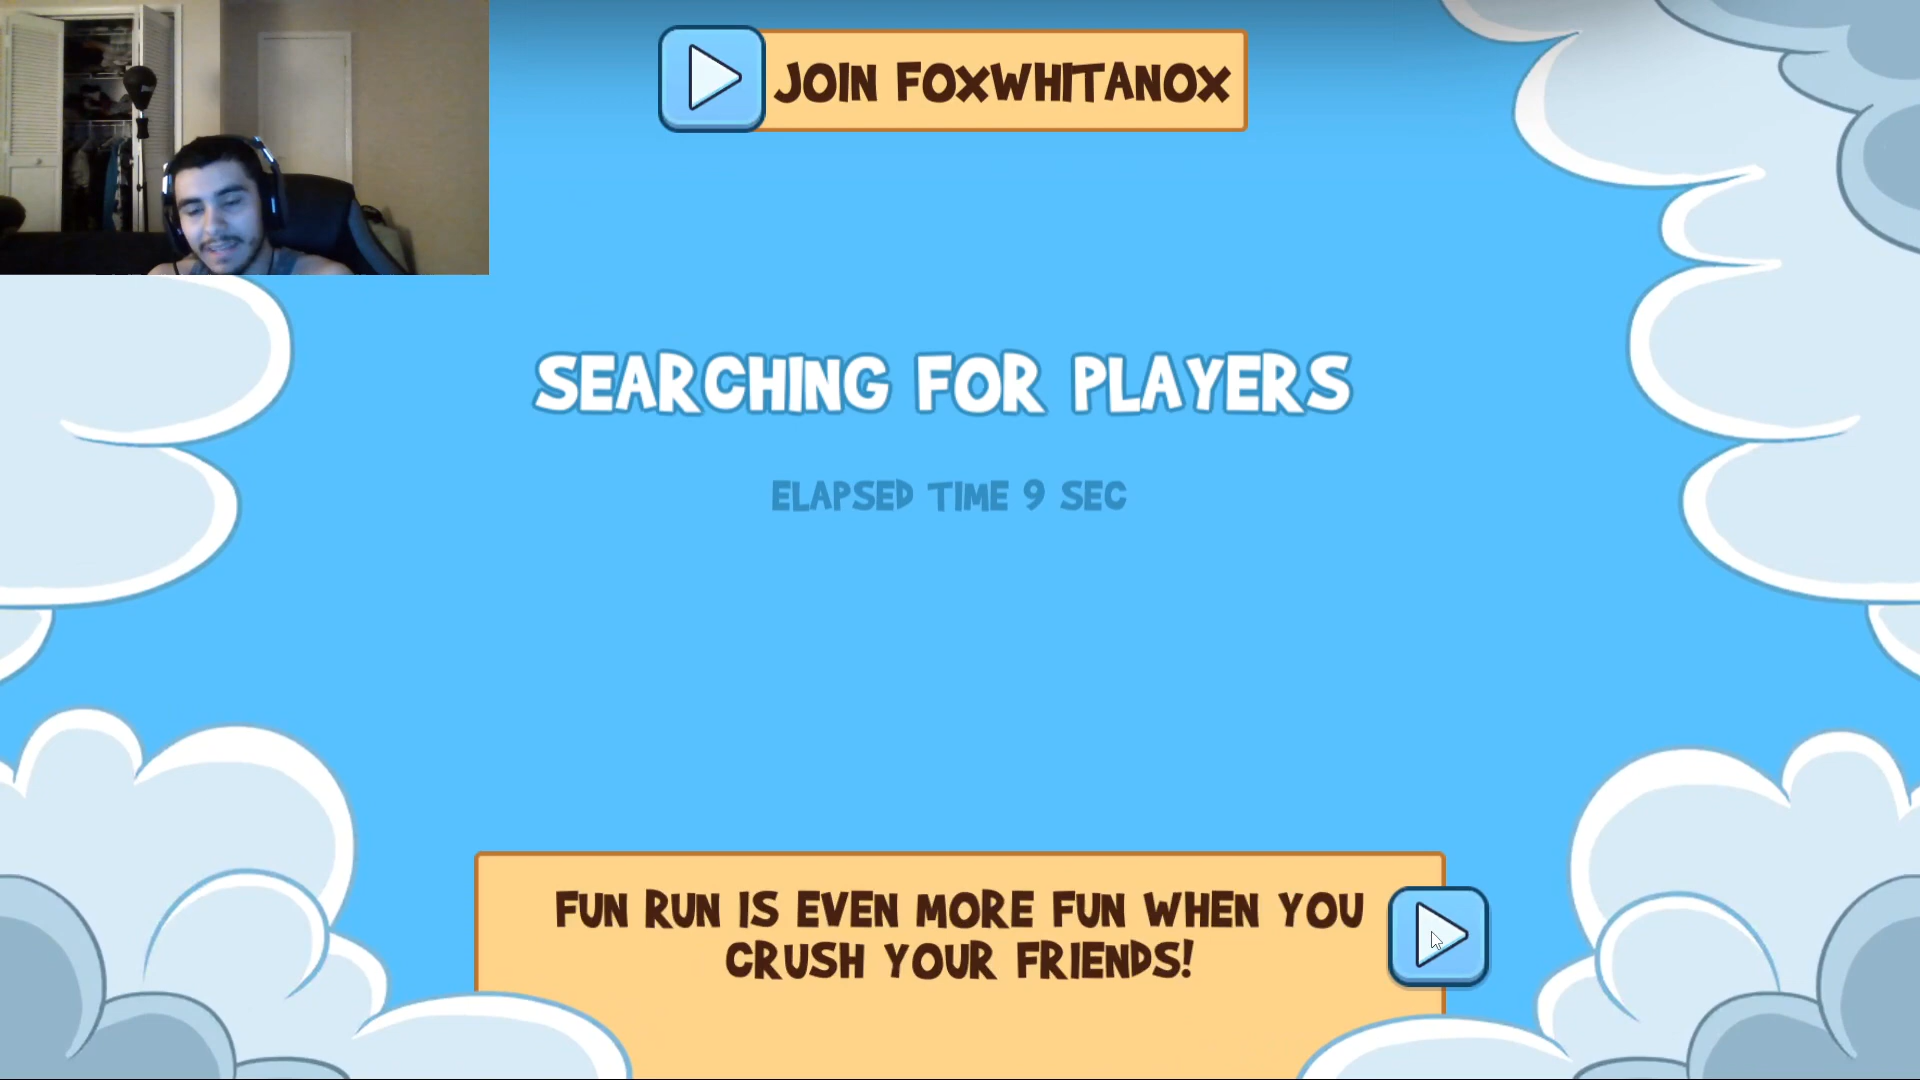 JOIN FOXWHITANOX
SEARCHING FOR PLAYERS
ELAPSED TIME 9 SEC
FUN RUN IS EVEN MORE FUN WHEN YOU
CRUSH YOUR FRIENDS!